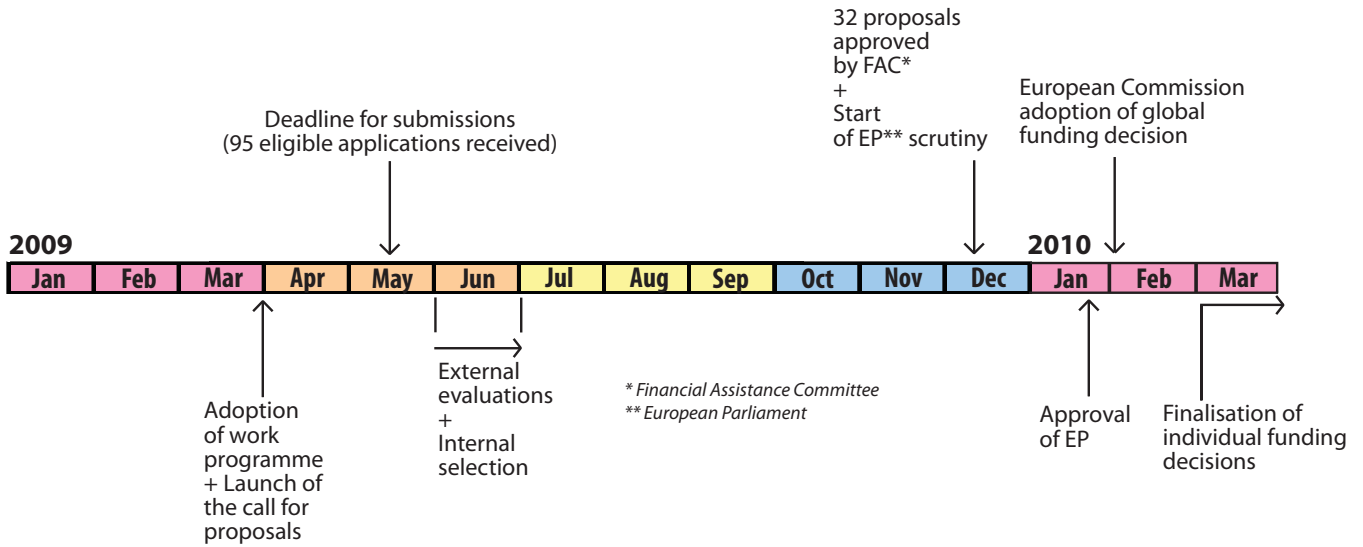 32 proposals
approved
by FAC*
+
Start
of EP** scrutiny
European Commission
adoption of global
funding decision
Deadline for submissions
(95 eligible applications received)
2009
2010
Jan
Feb
Mar
Apr
May
Jun
Jul
Aug
Sep
Oct
Nov
Dec
Jan
Feb
Mar
Adoption
of work
programme
+ Launch of
the call for
proposals
External
evaluations
+
Internal
selection
* Financial Assistance Committee
** European Parliament
Approval
of EP
Finalisation of
individual funding
decisions